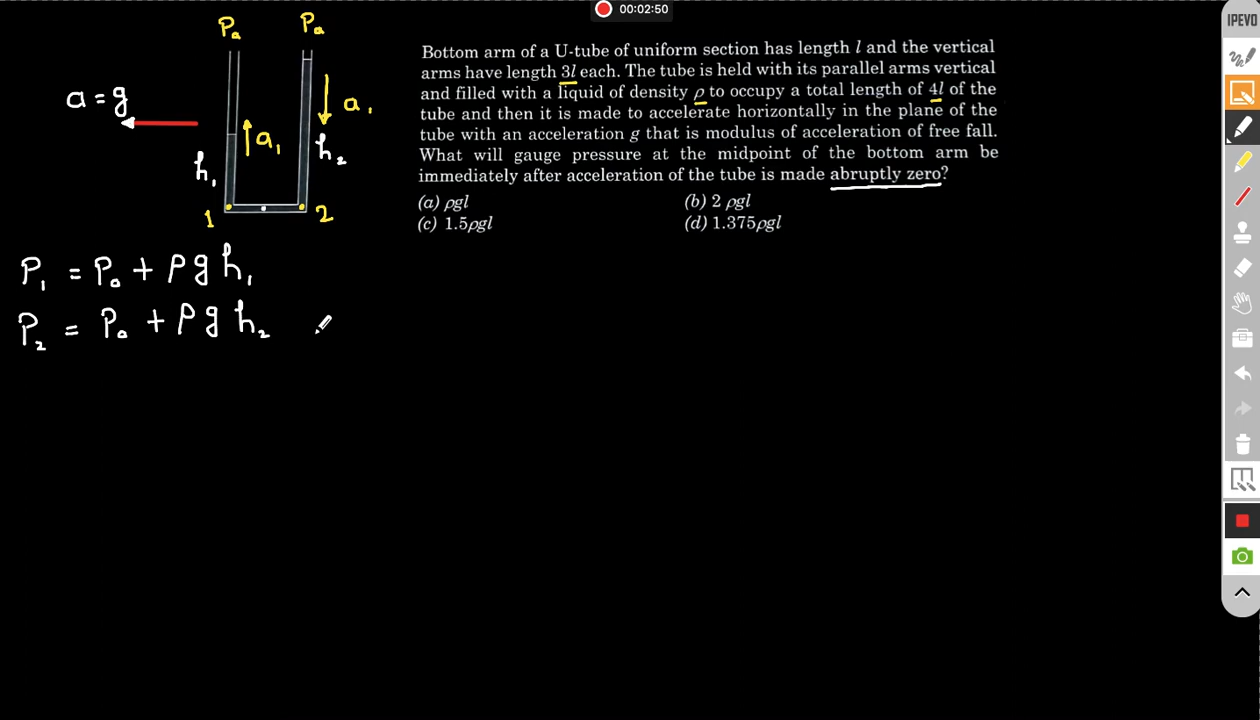 00:02:50
IPEVO
Pₐ Pₐ
a = g
a₁
a₁
h₁
h₂
1 2
Bottom arm of a U-tube of uniform section has length l and the vertical
arms have length 3l each. The tube is held with its parallel arms vertical
and filled with a liquid of density ρ to occupy a total length of 4l of the
tube and then it is made to accelerate horizontally in the plane of the
tube with an acceleration g that is modulus of acceleration of free fall.
What will gauge pressure at the midpoint of the bottom arm be
immediately after acceleration of the tube is made abruptly zero?
(a) ρgl (b) 2 ρgl
(c) 1.5ρgl (d) 1.375ρgl
P₁ = P₀ + ρ g h₁
P₂ = P₀ + ρ g h₂